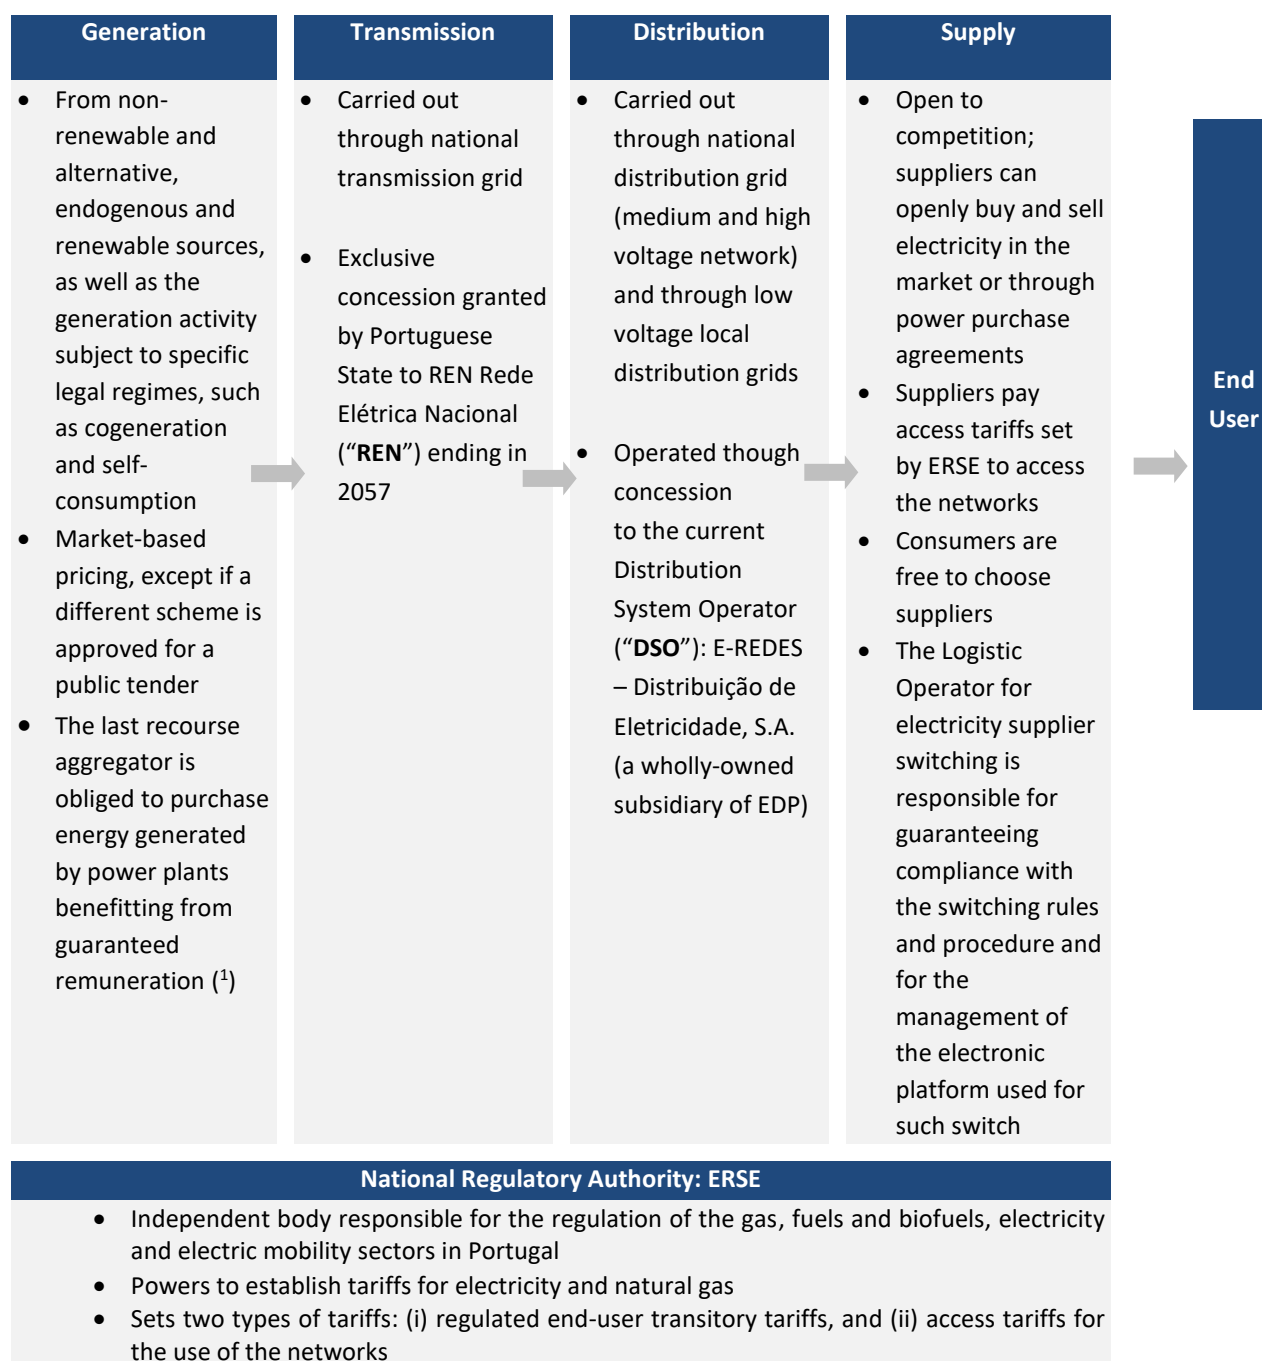 Generation
• From non-
renewable and
alternative,
endogenous and
renewable sources,
as well as the
generation activity
subject to specific
legal regimes, such
as cogeneration
and self-
consumption
• Market-based
pricing, except if a
different scheme is
approved for a
public tender
• The last recourse
aggregator is
obliged to purchase
energy generated
by power plants
benefitting from
guaranteed
remuneration (¹)
Transmission
• Carried out
through national
transmission grid
• Exclusive
concession granted
by Portuguese
State to REN Rede
Elétrica Nacional
(“REN”) ending in
2057
Distribution
• Carried out
through national
distribution grid
(medium and high
voltage network)
and through low
voltage local
distribution grids
• Operated though
concession
to the current
Distribution
System Operator
(“DSO”): E-REDES
– Distribuição de
Eletricidade, S.A.
(a wholly-owned
subsidiary of EDP)
Supply
• Open to
competition;
suppliers can
openly buy and sell
electricity in the
market or through
power purchase
agreements
• Suppliers pay
access tariffs set
by ERSE to access
the networks
• Consumers are
free to choose
suppliers
• The Logistic
Operator for
electricity supplier
switching is
responsible for
guaranteeing
compliance with
the switching rules
and procedure and
for the
management of
the electronic
platform used for
such switch
End
User
National Regulatory Authority: ERSE
• Independent body responsible for the regulation of the gas, fuels and biofuels, electricity
and electric mobility sectors in Portugal
• Powers to establish tariffs for electricity and natural gas
• Sets two types of tariffs: (i) regulated end-user transitory tariffs, and (ii) access tariffs for
the use of the networks